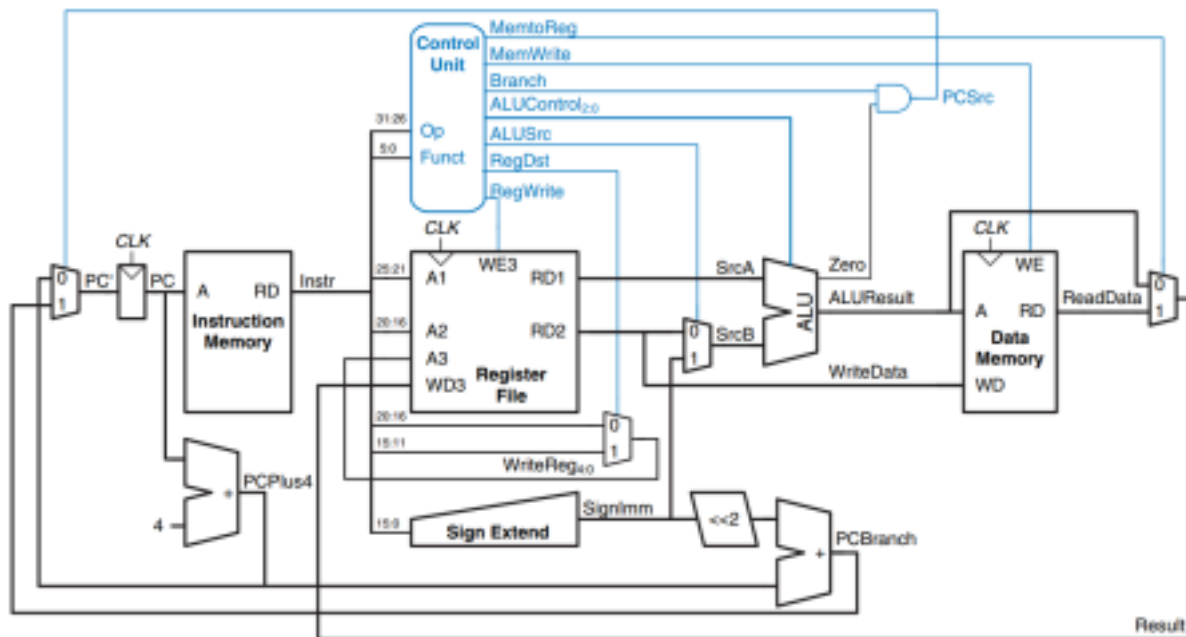 MemtoReg
Control
Unit
MemWrite
Branch
PCSrc
ALUControl2:0
31:26
Op
ALUSrc
5:0
Funct
RegDst
RegWrite
CLK
CLK
CLK
0
1
PC'
PC
A
RD
Instr
Instruction
Memory
25:21
A1
WE3
RD1
SrcA
Zero
WE
0
1
20:16
A2
RD2
0
1
SrcB
ALU
ALUResult
A
RD
ReadData
Data
Memory
A3
WD3
Register
File
WriteData
WD
20:16
0
15:11
1
WriteReg4:0
PCPlus4
+
4
SignImm
15:0
Sign Extend
<<2
+
PCBranch
Result